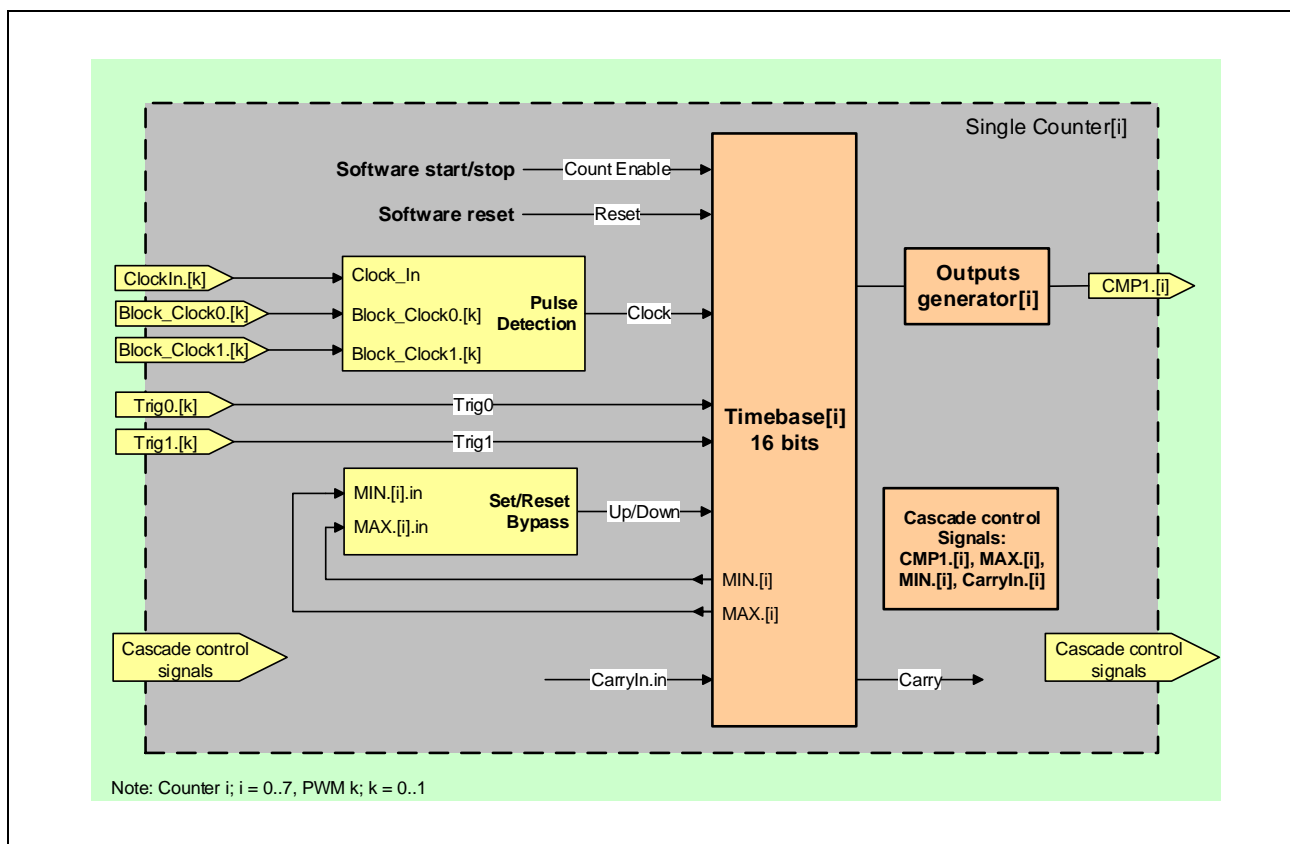 Single Counter[i]
Software start/stop
Count Enable
Software reset
Reset
ClockIn.[k]
Block_Clock0.[k]
Block_Clock1.[k]
Clock_In
Block_Clock0.[k]
Block_Clock1.[k]
Pulse
Detection
Clock
Outputs
generator[i]
CMP1.[i]
Trig0.[k]
Trig0
Trig1.[k]
Trig1
Timebase[i]
16 bits
MIN.[i].in
MAX.[i].in
Set/Reset
Bypass
Up/Down
MIN.[i]
MAX.[i]
Cascade control
Signals:
CMP1.[i], MAX.[i],
MIN.[i], CarryIn.[i]
Cascade control
signals
CarryIn.in
Carry
Cascade control
signals
Note: Counter i; i = 0..7, PWM k; k = 0..1